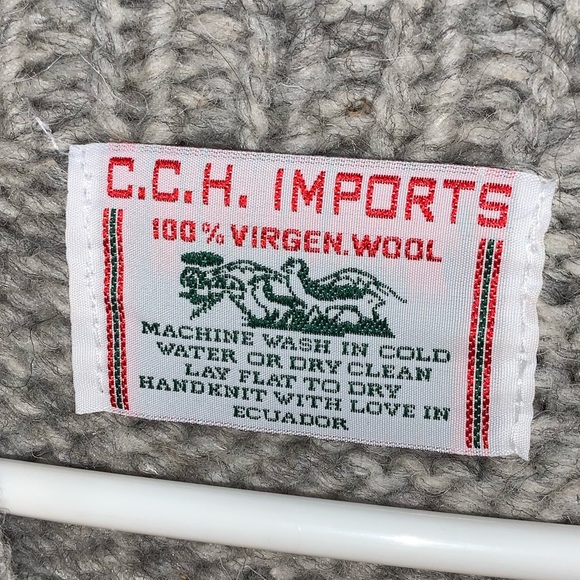 C.C.H. IMPORTS
100% VIRGEN.WOOL
MACHINE WASH IN COLD
WATER OR DRY CLEAN
LAY FLAT TO DRY
HANDKNIT WITH LOVE IN
ECUADOR